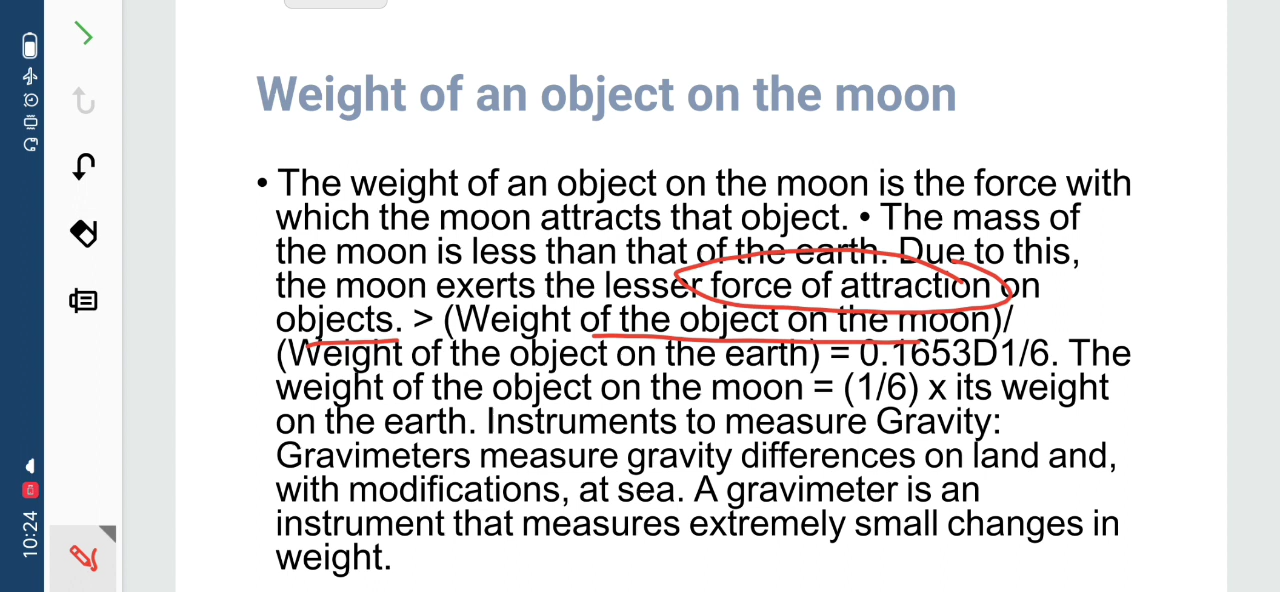 Weight of an object on the moon
• The weight of an object on the moon is the force with
which the moon attracts that object. • The mass of
the moon is less than that of the earth. Due to this,
the moon exerts the lesser force of attraction on
objects. > (Weight of the object on the moon)/
(Weight of the object on the earth) = 0.1653D1/6. The
weight of the object on the moon = (1/6) x its weight
on the earth. Instruments to measure Gravity:
Gravimeters measure gravity differences on land and,
with modifications, at sea. A gravimeter is an
instrument that measures extremely small changes in
weight.
10:24